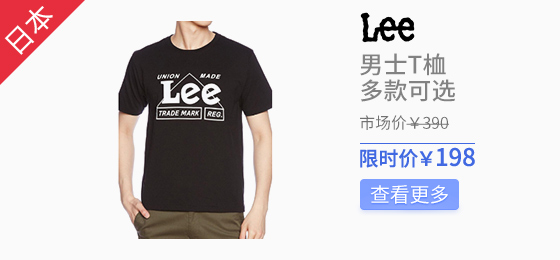 日本
UNION MADE
Lee
TRADE MARK REG.
Lee
男士T恤
多款可选
市场价￥390
限时价￥198
查看更多